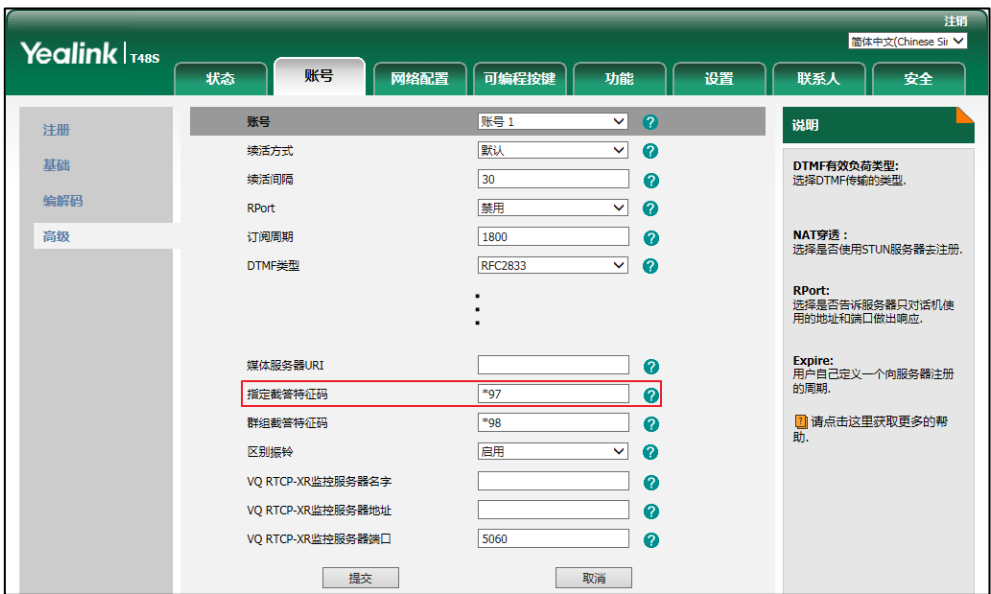 注销
Yealink | T48S
简体中文(Chinese Sir
状态 账号 网络配置 可编程按键 功能 设置 联系人 安全
注册
基础
编解码
高级
账号 账号 1
续活方式 默认
续活间隔 30
RPort 禁用
订阅周期 1800
DTMF类型 RFC2833
媒体服务器URI
指定截答特征码 *97
群组截答特征码 *98
区别振铃 启用
VQ RTCP-XR监控服务器名字
VQ RTCP-XR监控服务器地址
VQ RTCP-XR监控服务器端口 5060
提交 取消
说明
DTMF有效负荷类型:
选择DTMF传输的类型.
NAT穿透：
选择是否使用STUN服务器去注册.
RPort:
选择是否告诉服务器只对话机使
用的地址和端口做出响应.
Expire:
用户自己定义一个向服务器注册
的周期.
请点击这里获取更多的帮
助.